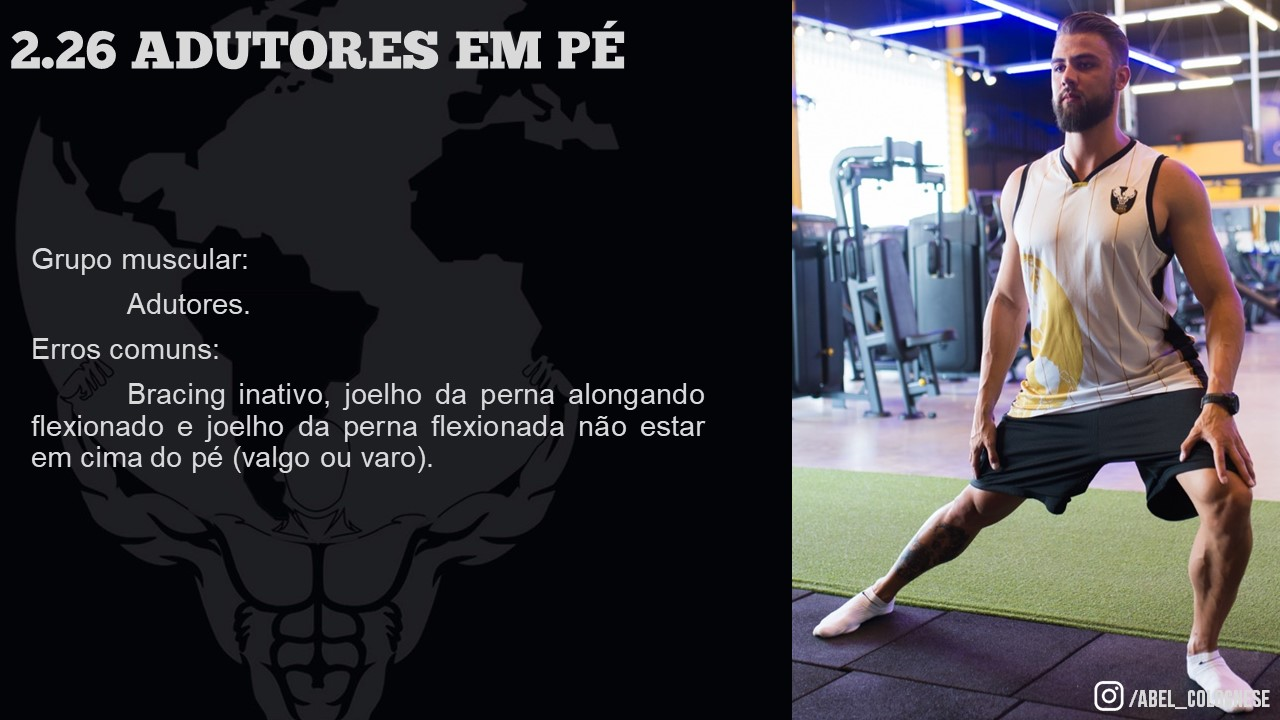 2.26 ADUTORES EM PÉ
Grupo muscular:
Adutores.
Erros comuns:
Bracing inativo, joelho da perna alongando
flexionado e joelho da perna flexionada não estar
em cima do pé (valgo ou varo).
/ABEL_COLOGNESE